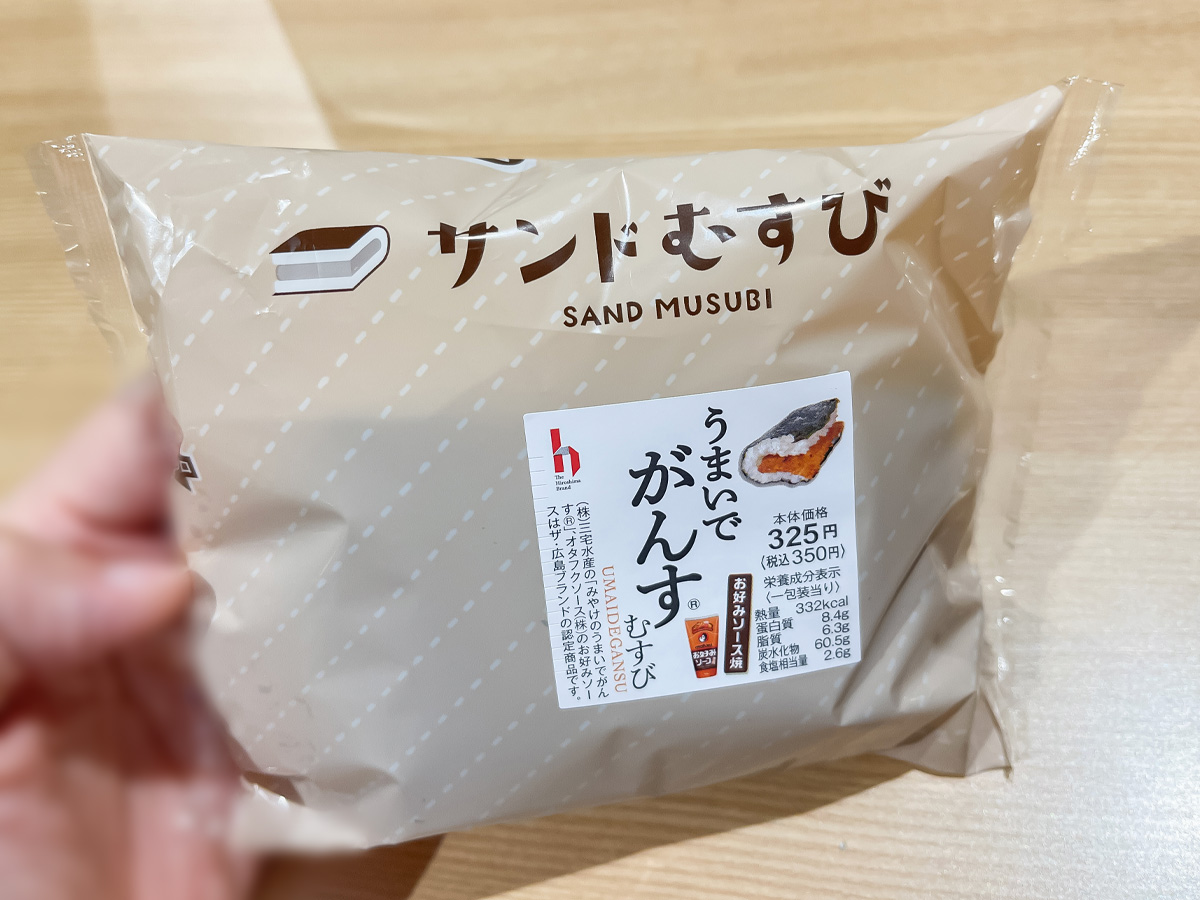 サンドむすび
SAND MUSUBI
h
The
Hiroshima
Brand
うまいで
がんす®
むすび
UMAIDEGANSU
(株)三宅水産の「みやけのうまいでがん
す®」、オタフクソース(株)のお好みソー
スはザ・広島ブランドの認定商品です。
お好みソース焼
お好み
ソース
本体価格
325円
(税込350円)
栄養成分表示
(一包装当り)
熱量 332kcal
蛋白質 8.4g
脂質 6.3g
炭水化物 60.5g
食塩相当量 2.6g